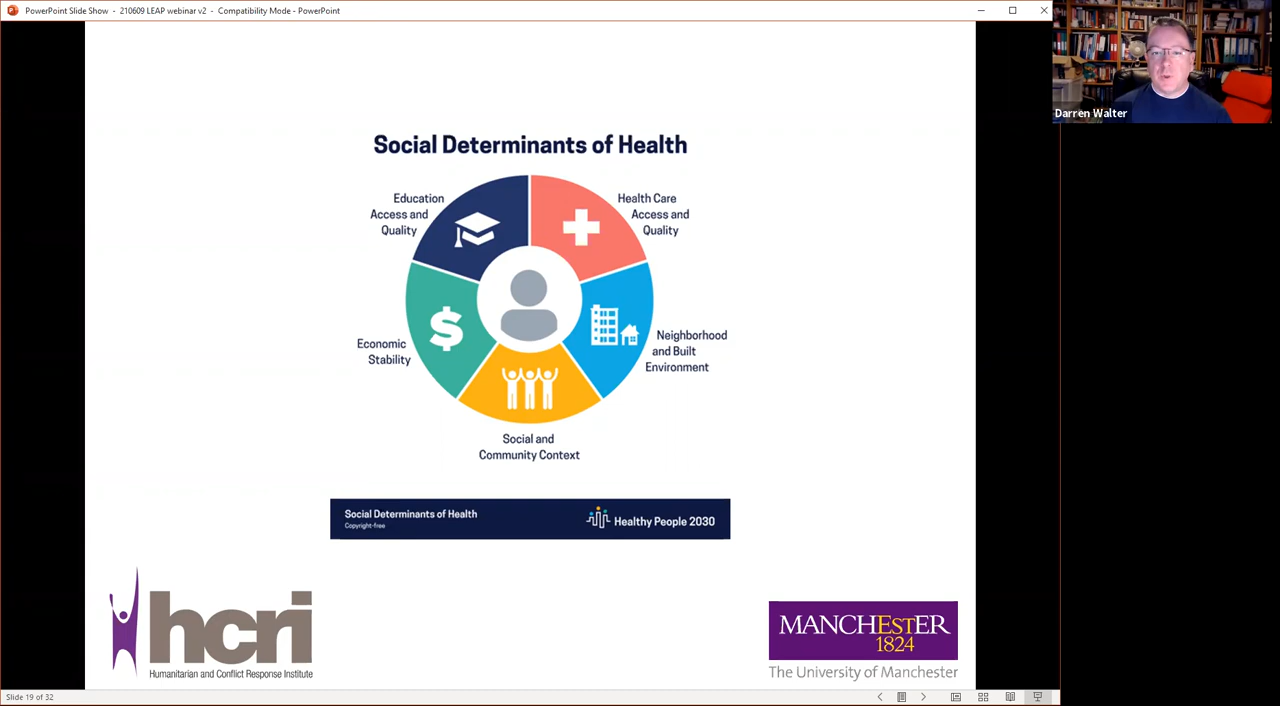 PowerPoint Slide Show - 210609 LEAP webinar v2 - Compatibility Mode - PowerPoint
Darren Walter
Social Determinants of Health
Education
Access and
Quality
Health Care
Access and
Quality
Economic
Stability
Neighborhood
and Built
Environment
Social and
Community Context
Social Determinants of Health
Copyright-free
Healthy People 2030
hcri
Humanitarian and Conflict Response Institute
MANCHESTER
1824
The University of Manchester
Slide 19 of 32